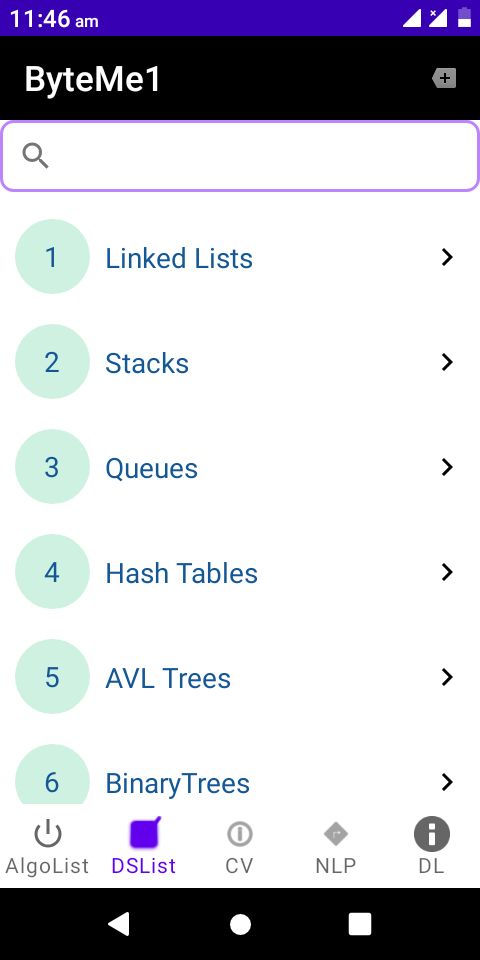 11:46 am
ByteMe1
1 Linked Lists
2 Stacks
3 Queues
4 Hash Tables
5 AVL Trees
6 BinaryTrees
AlgoList DSList CV NLP DL